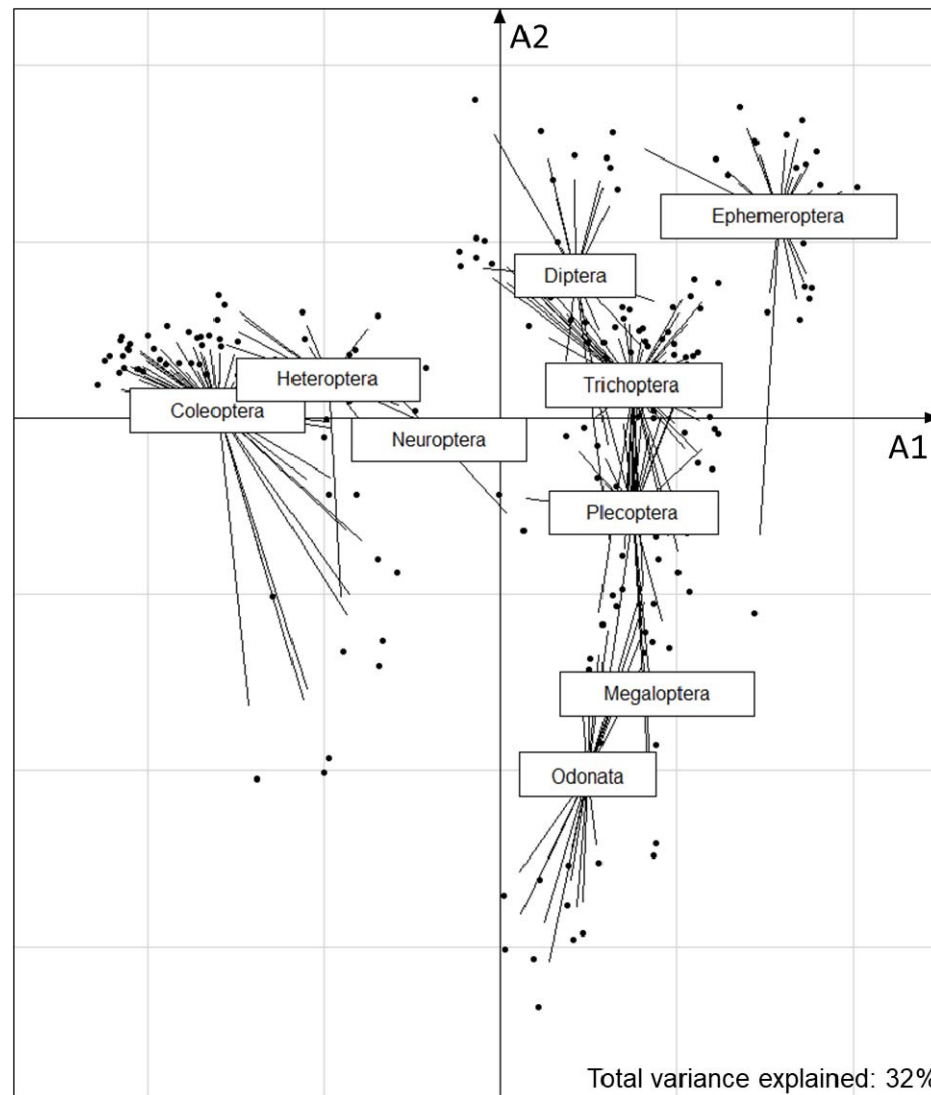 A2
Ephemeroptera
Diptera
Heteroptera
Trichoptera
Coleoptera
Neuroptera
A1
Plecoptera
Megaloptera
Odonata
Total variance explained: 32%